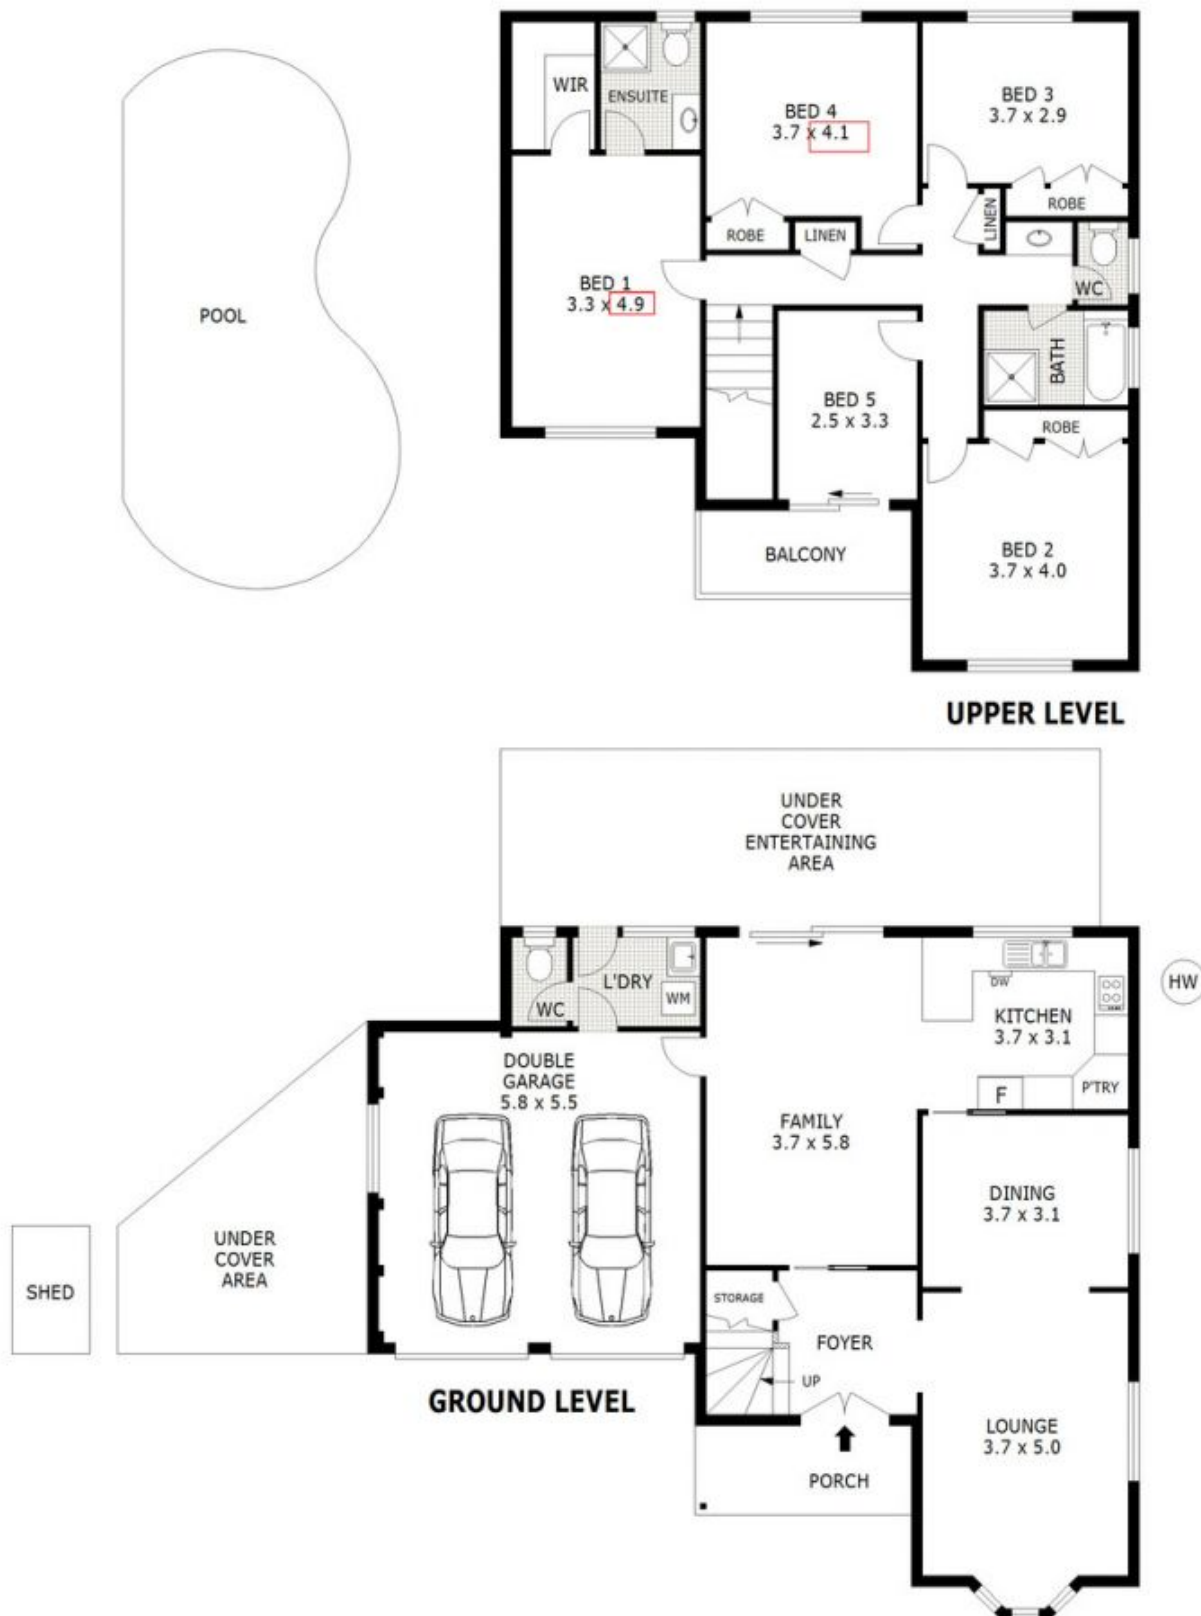 WIR
ENSUITE
BED 4
3.7 x 4.1
BED 3
3.7 x 2.9
ROBE
LINEN
LINEN
ROBE
BED 1
3.3 x 4.9
WC
POOL
BATH
BED 5
2.5 x 3.3
ROBE
BALCONY
BED 2
3.7 x 4.0
UPPER LEVEL
UNDER
COVER
ENTERTAINING
AREA
L'DRY
WC
WM
DW
HW
KITCHEN
3.7 x 3.1
DOUBLE
GARAGE
5.8 x 5.5
F
P'TRY
FAMILY
3.7 x 5.8
DINING
3.7 x 3.1
UNDER
COVER
AREA
SHED
STORAGE
FOYER
UP
GROUND LEVEL
LOUNGE
3.7 x 5.0
PORCH